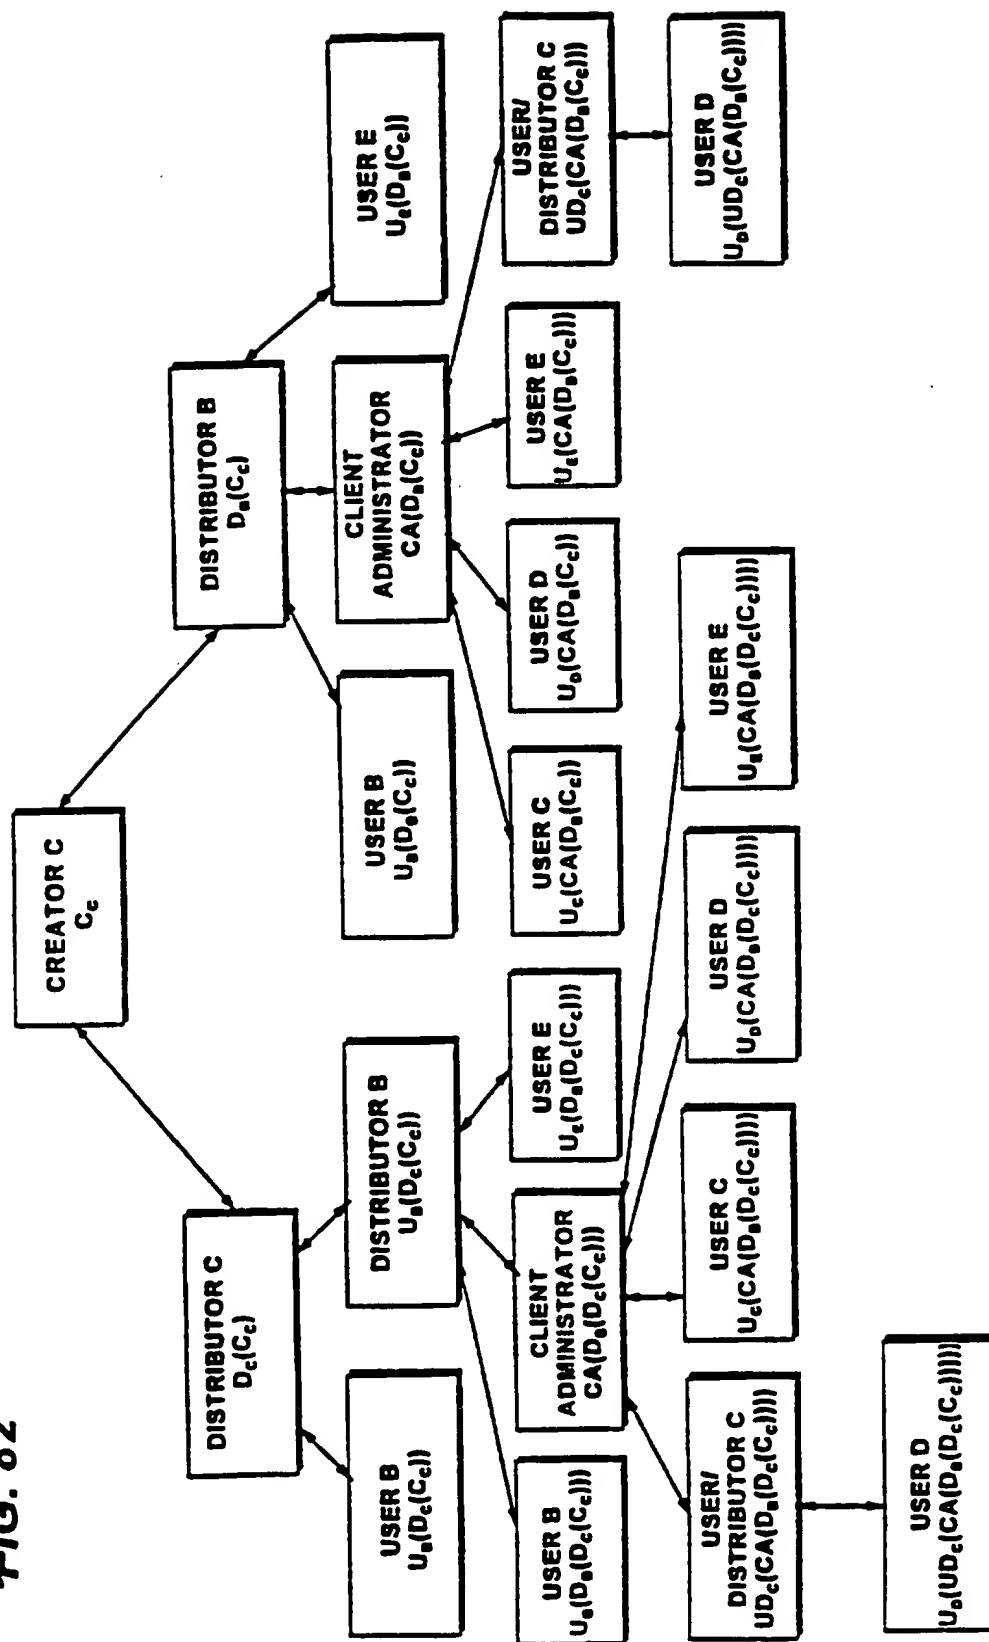 FIG. 82
CREATOR C
C_C
DISTRIBUTOR C
D_C(C_C)
DISTRIBUTOR B
D_B(C_C)
USER B
U_B(D_C(C_C))
DISTRIBUTOR B
U_B(D_C(C_C))
USER B
U_B(D_B(C_C))
CLIENT
ADMINISTRATOR
CA(D_B(C_C))
USER E
U_E(D_B(C_C))
USER B
U_B(D_B(D_C(C_C)))
CLIENT
ADMINISTRATOR
CA(D_B(D_C(C_C)))
USER E
U_E(D_B(D_C(C_C)))
USER C
U_C(CA(D_B(C_C))
USER D
U_D(CA(D_B(C_C))
USER E
U_E(CA(D_B(C_C)))
USER/
DISTRIBUTOR C
UD_C(CA(D_B(C_C)))
USER/
DISTRIBUTOR C
UD_C(CA(D_B(D_C(C_C))))
USER C
U_C(CA(D_B(D_C(C_C))))
USER D
U_D(CA(D_B(D_C(C_C))))
USER E
U_B(CA(D_B(D_C(C_C))))
USER D
U_D(UD_C(CA(D_B(C_C))))
USER D
U_D(UD_C(CA(D_B(D_C(C_C)))))